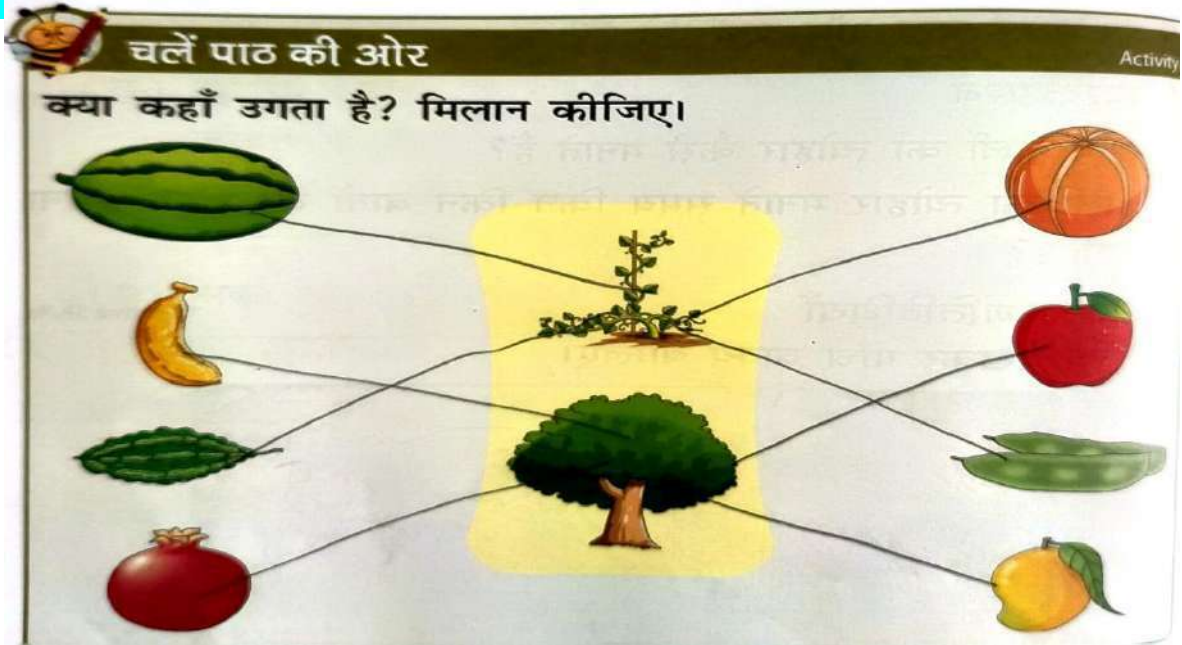 चलें पाठ की ओर
Activity
क्या कहाँ उगता है? मिलान कीजिए।